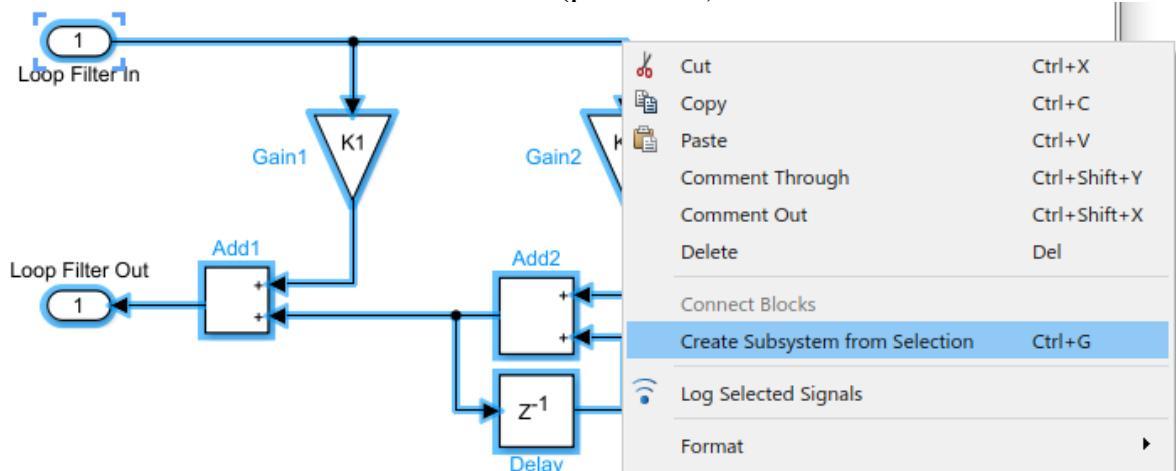 1
Loop Filter In
K1
Gain1
Gain2
K
Add1
+
+
Loop Filter Out
1
Add2
+
+
Z-1
Delay
Cut Ctrl+X
Copy Ctrl+C
Paste Ctrl+V
Comment Through Ctrl+Shift+Y
Comment Out Ctrl+Shift+X
Delete Del
Connect Blocks
Create Subsystem from Selection Ctrl+G
Log Selected Signals
Format